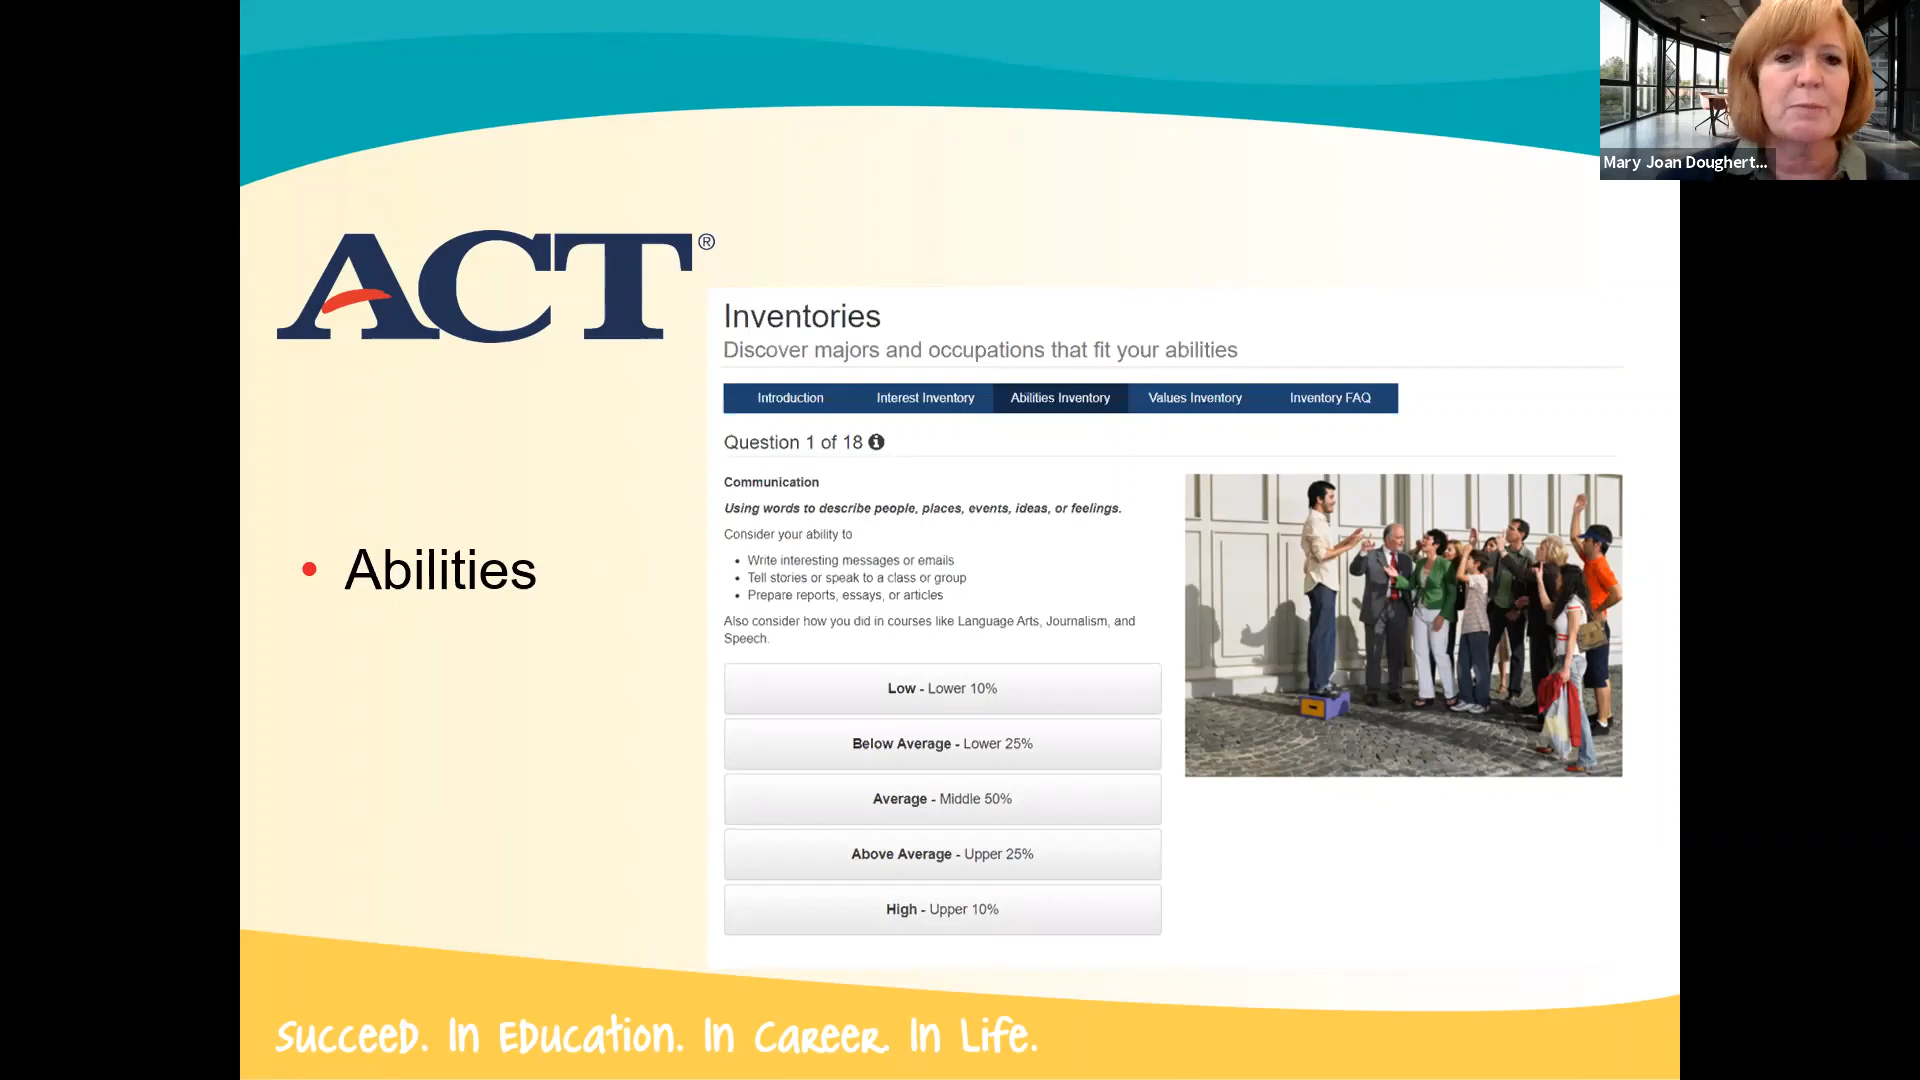 Mary Joan Doughert...
ACT®
Inventories
Discover majors and occupations that fit your abilities
Introduction Interest Inventory Abilities Inventory Values Inventory Inventory FAQ
Question 1 of 18
Communication
Using words to describe people, places, events, ideas, or feelings.
Consider your ability to
• Write interesting messages or emails
• Tell stories or speak to a class or group
• Prepare reports, essays, or articles
Also consider how you did in courses like Language Arts, Journalism, and
Speech.
• Abilities
Low - Lower 10%
Below Average - Lower 25%
Average - Middle 50%
Above Average - Upper 25%
High - Upper 10%
Succeed. In Education. In Career. In Life.